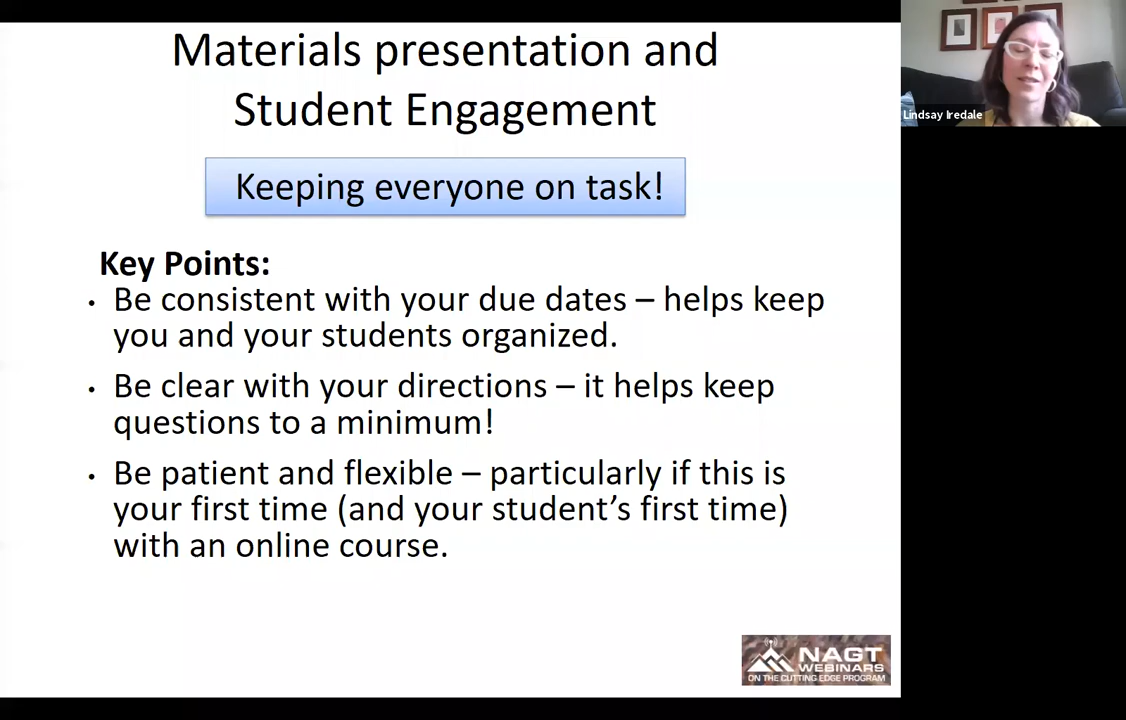 Materials presentation and
Student Engagement
Keeping everyone on task!
Key Points:
• Be consistent with your due dates – helps keep
you and your students organized.
• Be clear with your directions – it helps keep
questions to a minimum!
• Be patient and flexible – particularly if this is
your first time (and your student’s first time)
with an online course.
NAGT
WEBINARS
ON THE CUTTING EDGE PROGRAM
Lindsay Iredale